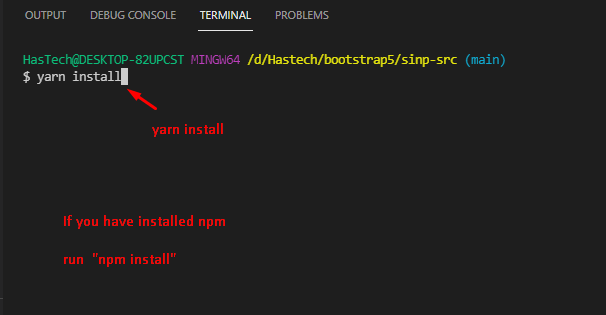 OUTPUT DEBUG CONSOLE TERMINAL PROBLEMS
HasTech@DESKTOP-82UPCST MINGW64 /d/Hastech/bootstrap5/sinp-src (main)
$ yarn install
yarn install
If you have installed npm
run "npm install"